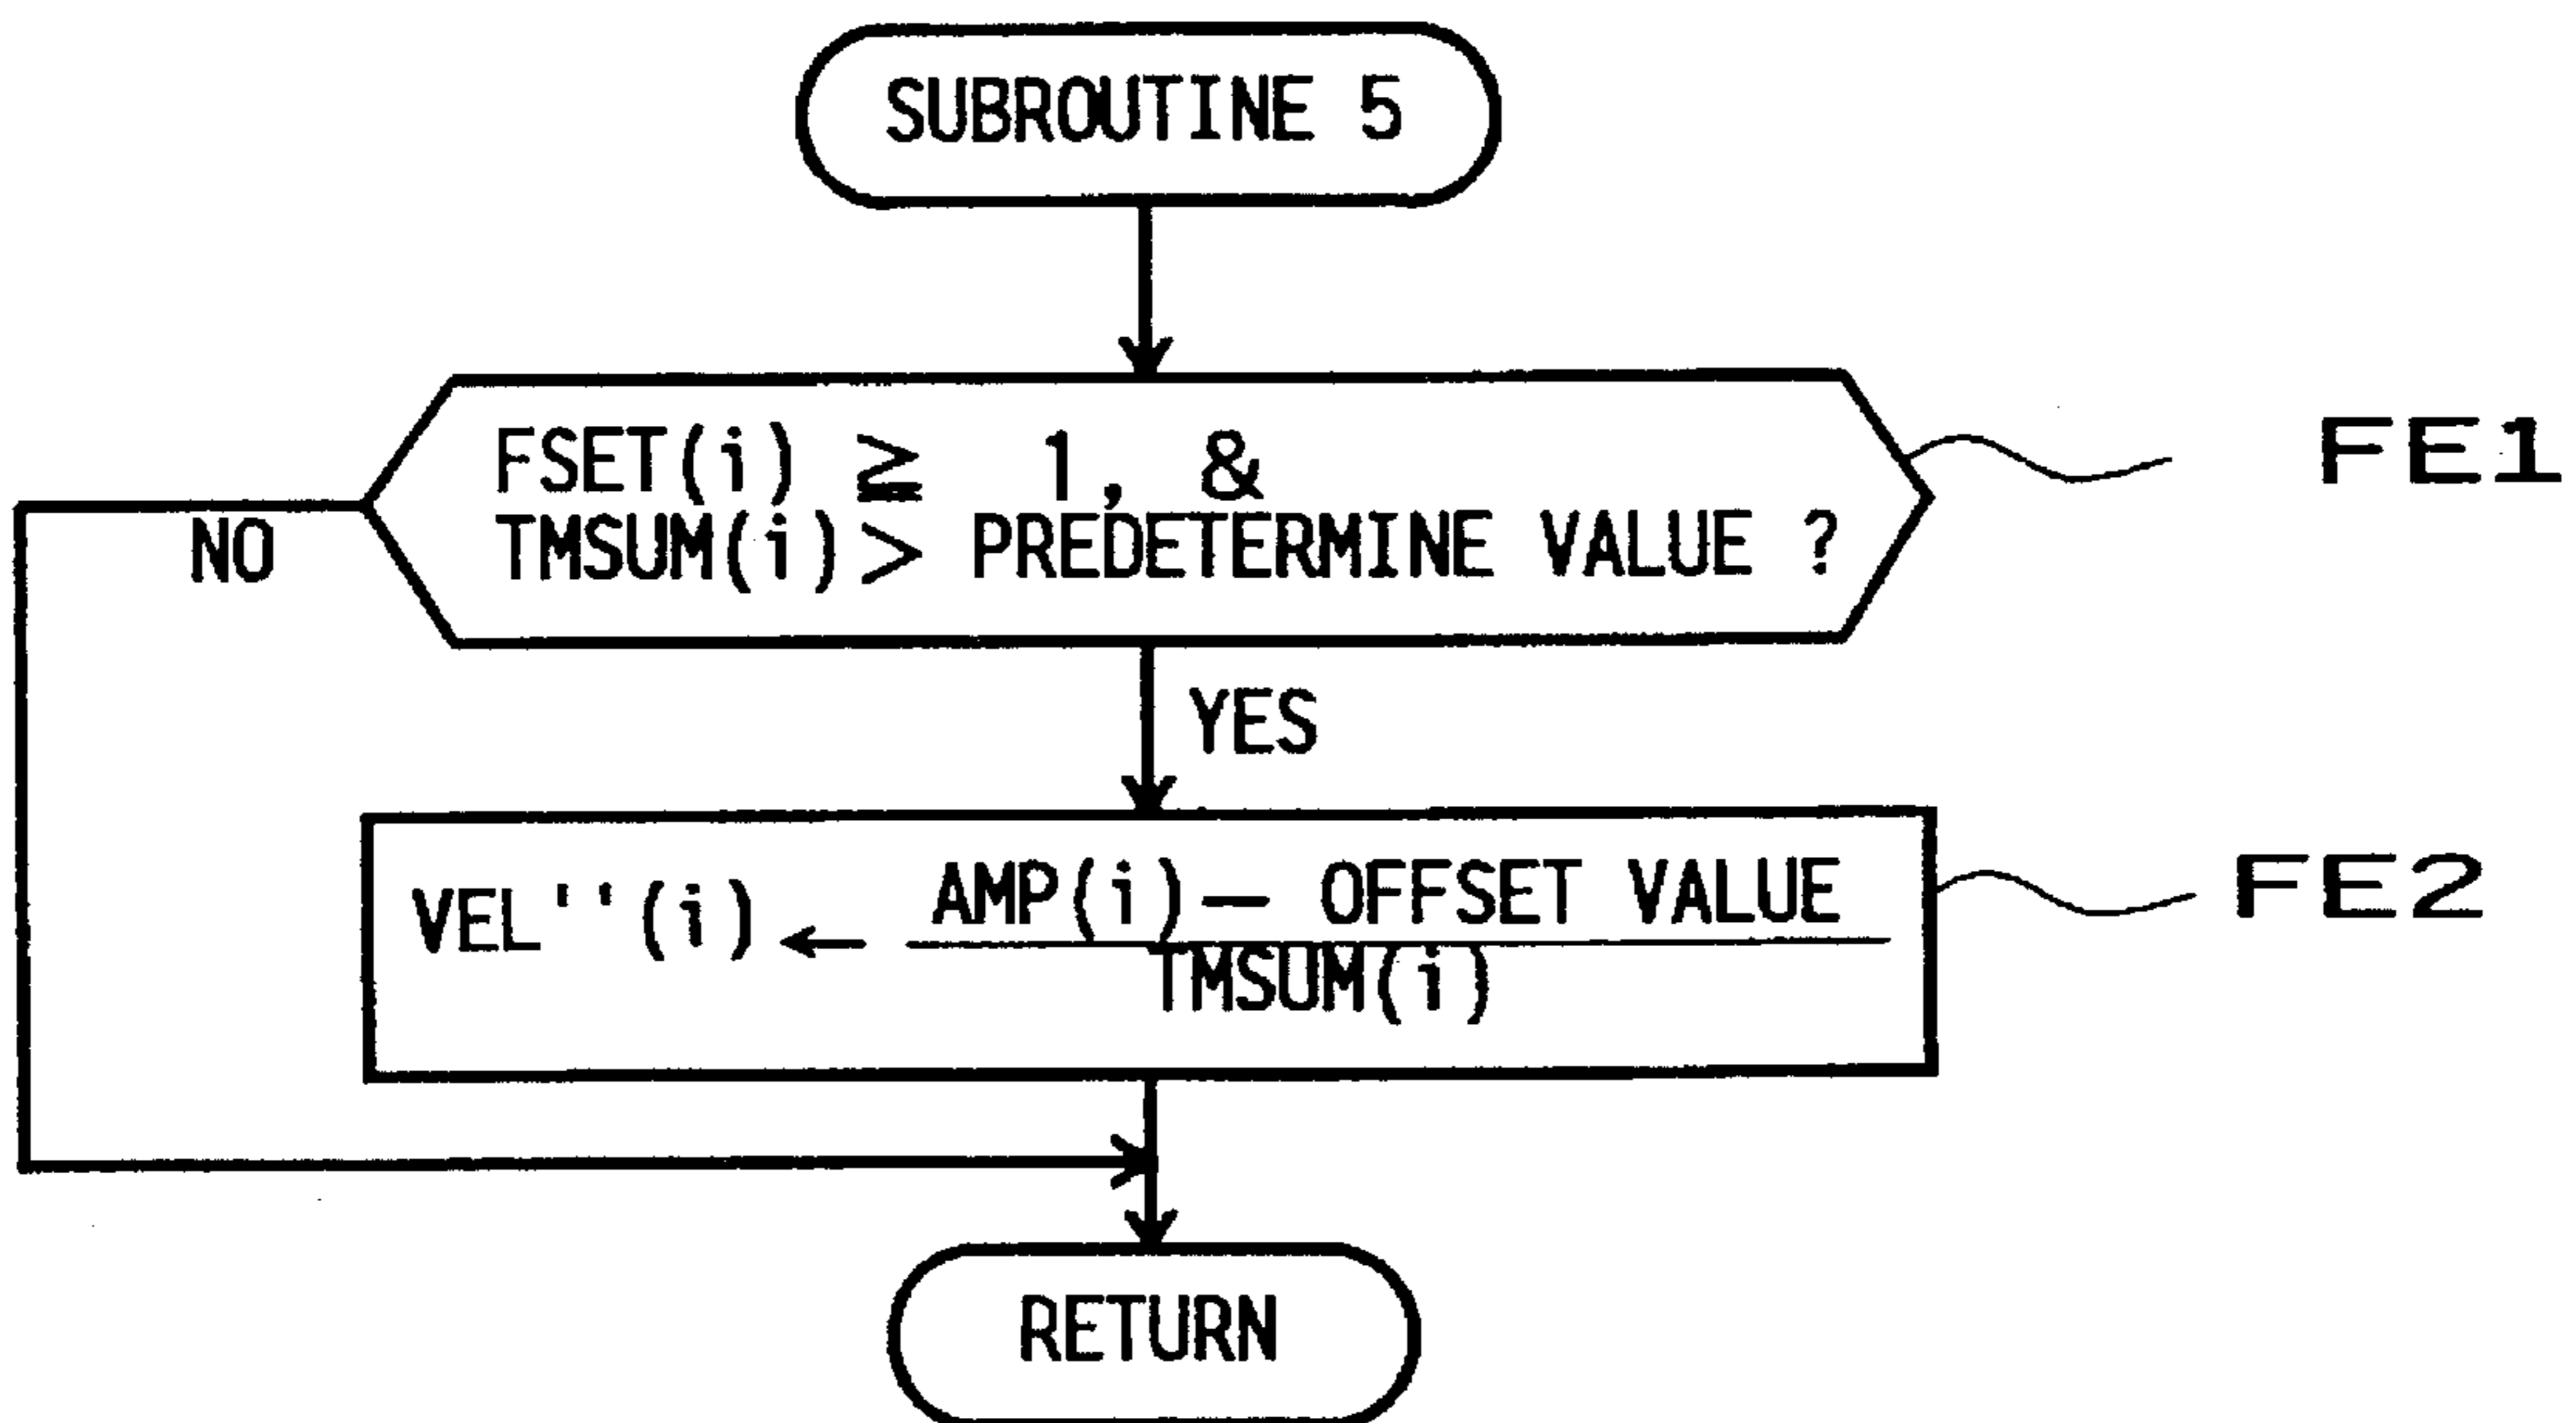 SUBROUTINE 5
FSET(i) ≧ 1, &
TMSUM(i) > PREDETERMINE VALUE ?
FE1
NO
YES
VEL''(i) ← AMP(i) — OFFSET VALUE
TMSUM(i)
FE2
RETURN